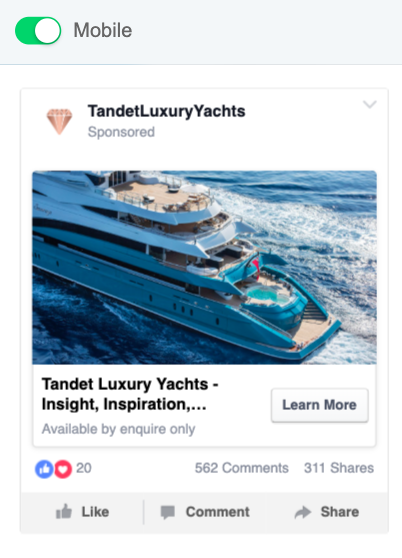 Mobile
TandetLuxuryYachts
Sponsored
Tandet Luxury Yachts -
Insight, Inspiration,...
Learn More
Available by enquire only
20
562 Comments
311 Shares
Like
Comment
Share